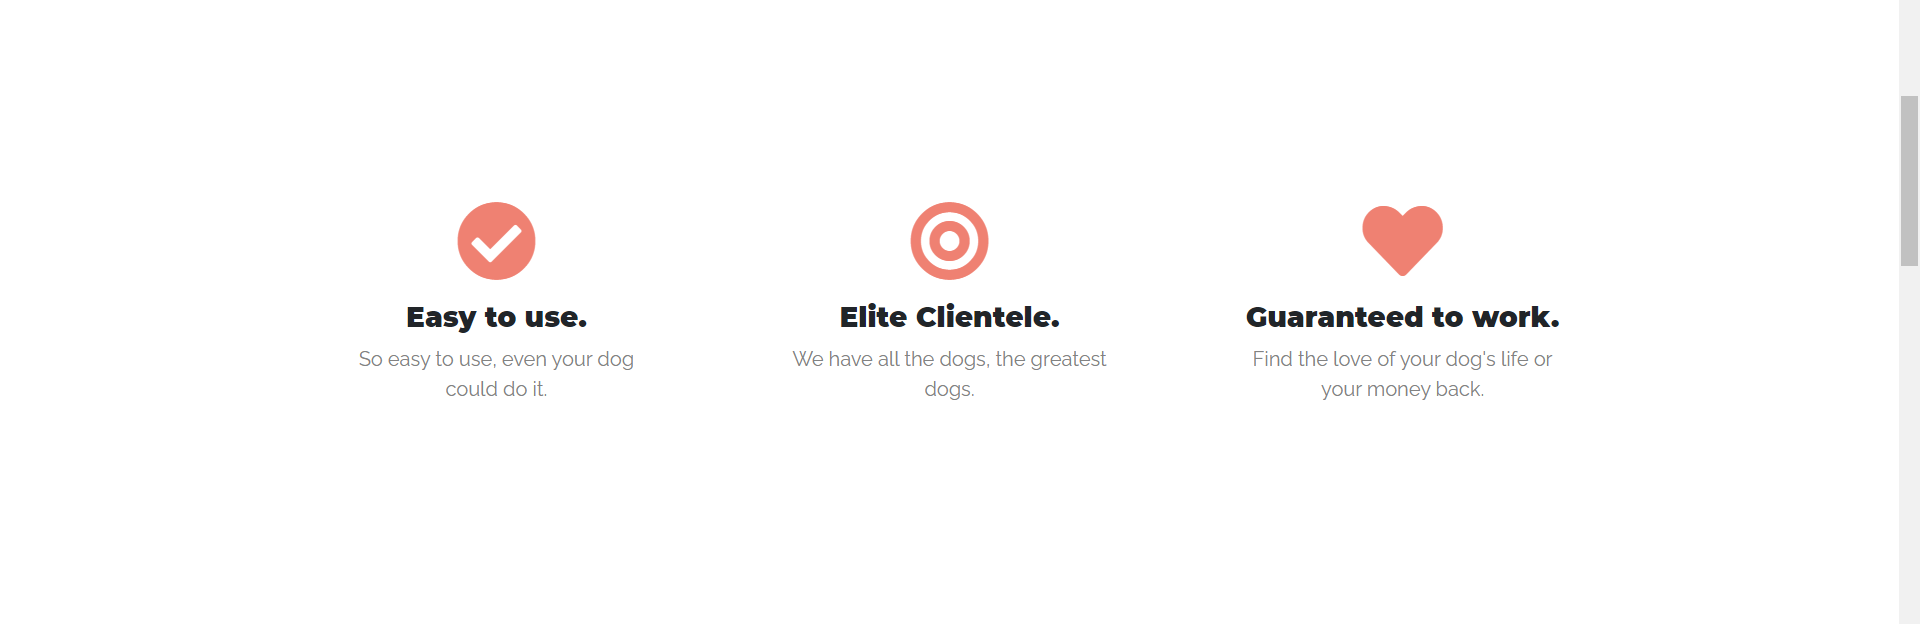 Easy to use.
So easy to use, even your dog
could do it.
Elite Clientele.
We have all the dogs, the greatest
dogs.
Guaranteed to work.
Find the love of your dog's life or
your money back.